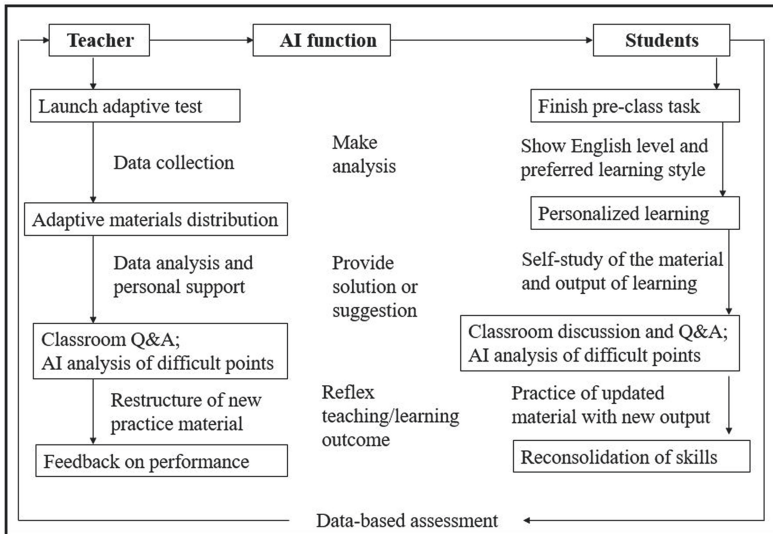 Teacher
AI function
Students
Launch adaptive test
Finish pre-class task
Data collection
Make
analysis
Show English level and
preferred learning style
Adaptive materials distribution
Personalized learning
Data analysis and
personal support
Provide
solution or
suggestion
Self-study of the material
and output of learning
Classroom Q&A;
AI analysis of difficult points
Classroom discussion and Q&A;
AI analysis of difficult points
Restructure of new
practice material
Reflex
teaching/learning
outcome
Practice of updated
material with new output
Feedback on performance
Reconsolidation of skills
Data-based assessment